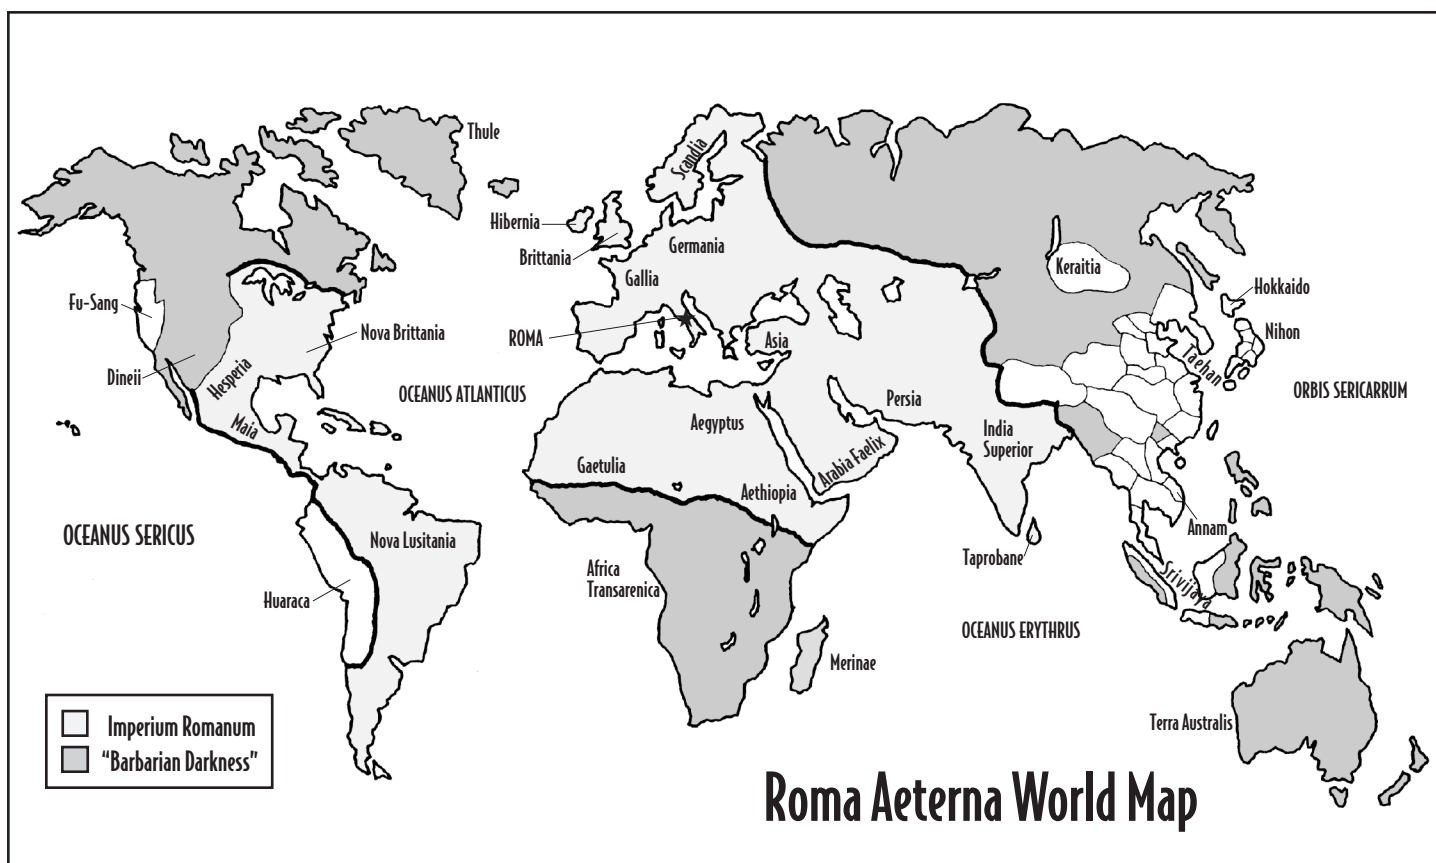 Thule
Scandia
Hibernia
Brittania
Germania
Gallia
Keraitia
Fu-Sang
Hokkaido
Nova Brittania
ROMA
Asia
Nihon
Taehan
Dineii
Hesperia
OCEANUS ATLANTICUS
Persia
ORBIS SERICARRUM
Maia
Aegyptus
India
Superior
Arabia Faelix
Gaetulia
Aethiopia
OCEANUS SERICUS
Nova Lusitania
Annam
Taprobane
Africa
Transarenica
Srivijaya
Huaraca
OCEANUS ERYTHRUS
Merinae
Terra Australis
Imperium Romanum
“Barbarian Darkness”
Roma Aeterna World Map